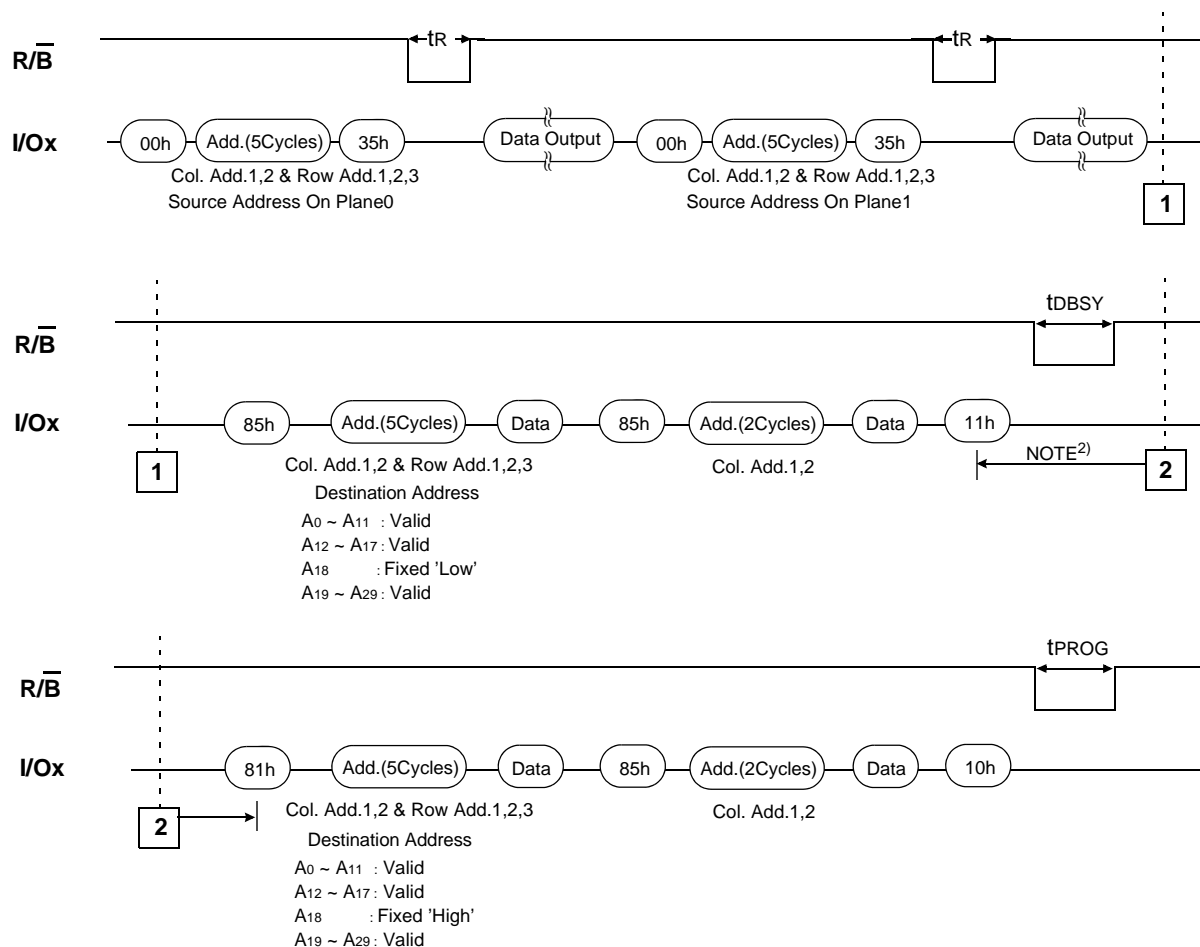 R/B tR tR
I/Ox 00h Add.(5Cycles) 35h Data Output 00h Add.(5Cycles) 35h Data Output
Col. Add.1,2 & Row Add.1,2,3 Col. Add.1,2 & Row Add.1,2,3
Source Address On Plane0 Source Address On Plane1
1
tDBSY
R/B
I/Ox 85h Add.(5Cycles) Data 85h Add.(2Cycles) Data 11h
1 Col. Add.1,2 & Row Add.1,2,3 Col. Add.1,2 NOTE2) 2
Destination Address
A0 ~ A11 : Valid
A12 ~ A17 : Valid
A18 : Fixed 'Low'
A19 ~ A29 : Valid
tPROG
R/B
I/Ox 81h Add.(5Cycles) Data 85h Add.(2Cycles) Data 10h
2 Col. Add.1,2 & Row Add.1,2,3 Col. Add.1,2
Destination Address
A0 ~ A11 : Valid
A12 ~ A17 : Valid
A18 : Fixed 'High'
A19 ~ A29 : Valid